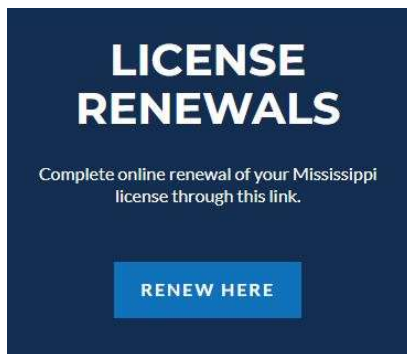 LICENSE
RENEWALS
Complete online renewal of your Mississippi
license through this link.
RENEW HERE